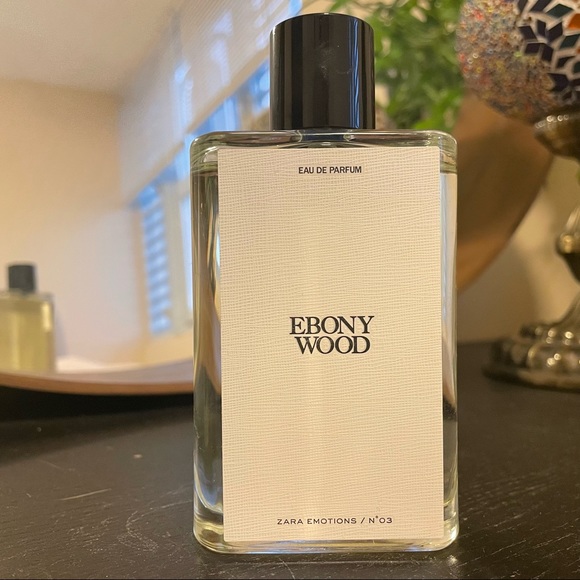 EAU DE PARFUM
EBONY
WOOD
ZARA EMOTIONS / N°03